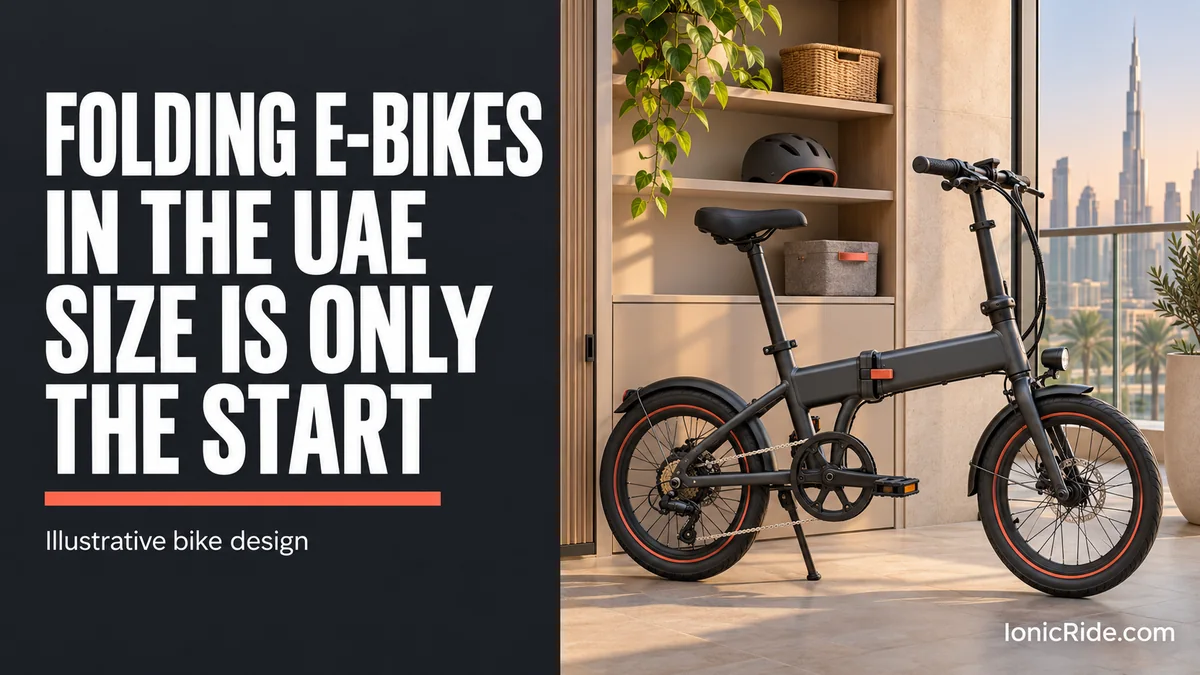 FOLDING E-BIKES
IN THE UAE
SIZE IS ONLY
THE START
Illustrative bike design
IonicRide.com